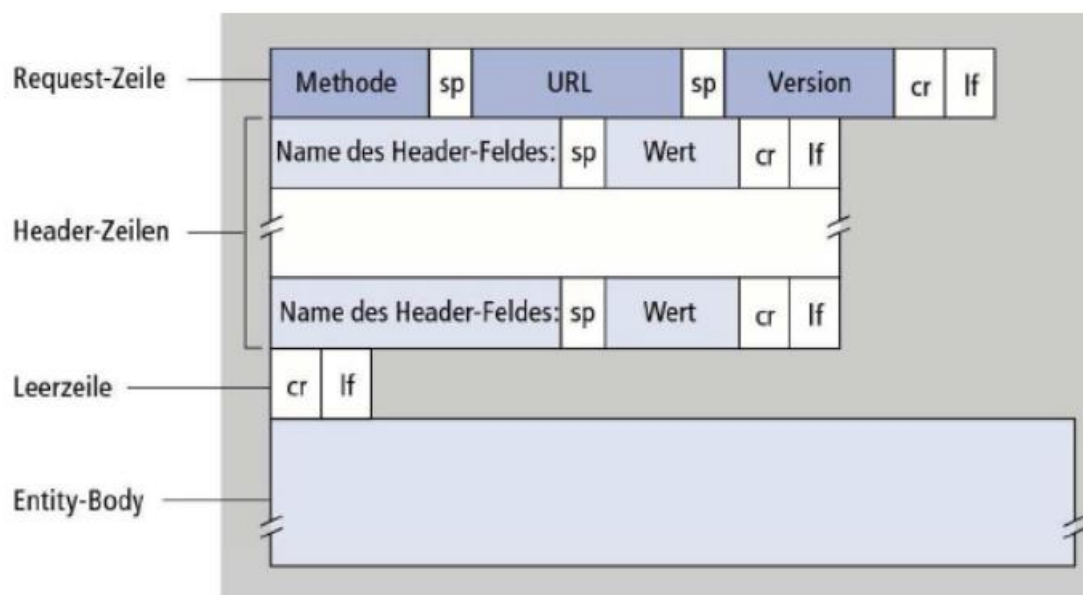 Request-Zeile Methode sp URL sp Version cr lf
Name des Header-Feldes: sp Wert cr lf
Header-Zeilen
Name des Header-Feldes: sp Wert cr lf
Leerzeile cr lf
Entity-Body